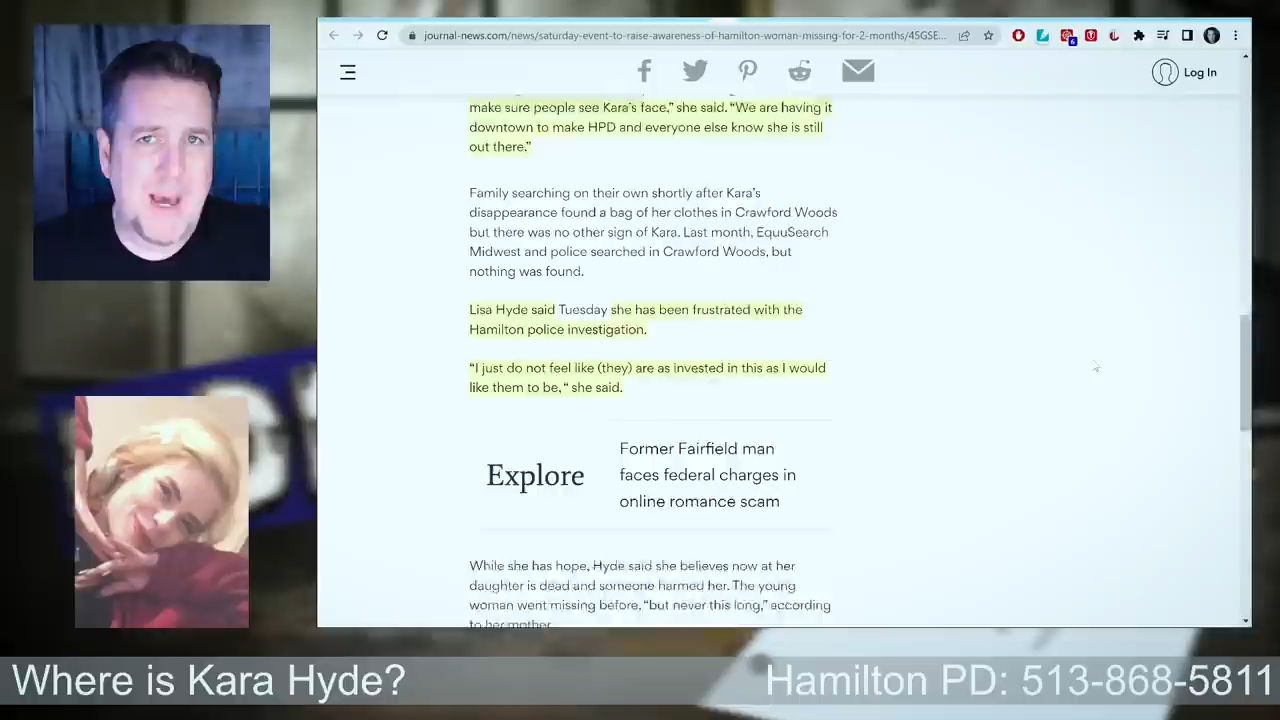 journal-news.com/news/saturday-event-to-raise-awareness-of-hamilton-woman-missing-for-2-months/45GSE...
6
Log In
make sure people see Kara's face," she said. "We are having it
downtown to make HPD and everyone else know she is still
out there."
Family searching on their own shortly after Kara's
disappearance found a bag of her clothes in Crawford Woods
but there was no other sign of Kara. Last month, EquuSearch
Midwest and police searched in Crawford Woods, but
nothing was found.
Lisa Hyde said Tuesday she has been frustrated with the
Hamilton police investigation.
"I just do not feel like (they) are as invested in this as I would
like them to be,“ she said.
Explore
Former Fairfield man
faces federal charges in
online romance scam
While she has hope, Hyde said she believes now at her
daughter is dead and someone harmed her. The young
woman went missing before, "but never this long," according
to her mother.
Where is Kara Hyde?
Hamilton PD: 513-868-5811